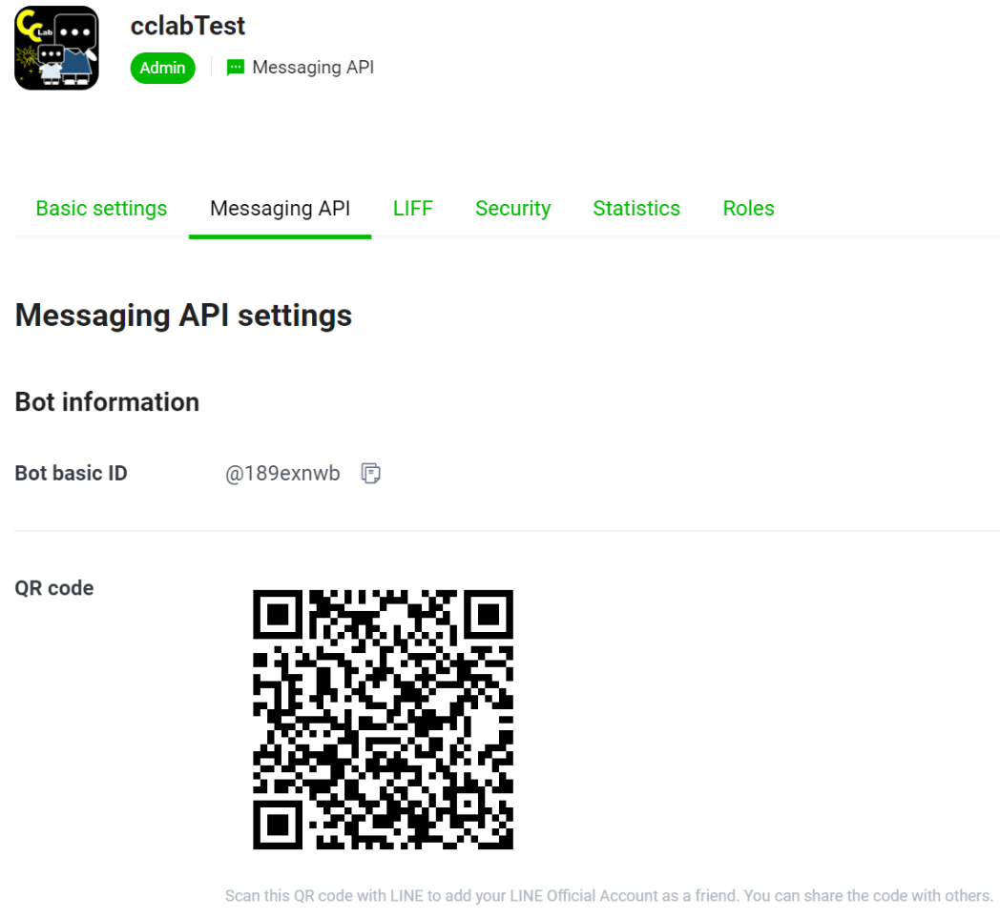 CC Lab
cclabTest
Admin
Messaging API
Basic settings
Messaging API
LIFF
Security
Statistics
Roles
Messaging API settings
Bot information
Bot basic ID
@189exnwb
QR code
Scan this QR code with LINE to add your LINE Official Account as a friend. You can share the code with others.